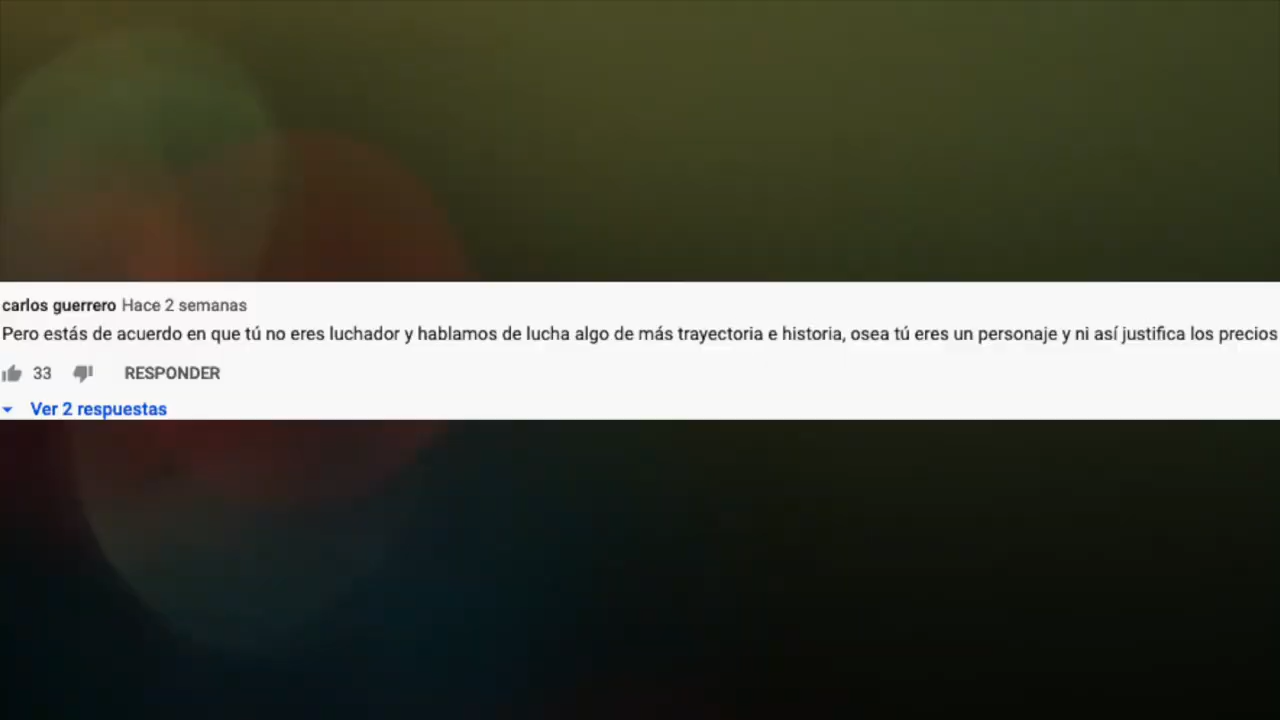 carlos guerrero Hace 2 semanas
Pero estás de acuerdo en que tú no eres luchador y hablamos de lucha algo de más trayectoria e historia, osea tú eres un personaje y ni así justifica los precios
33 RESPONDER
Ver 2 respuestas